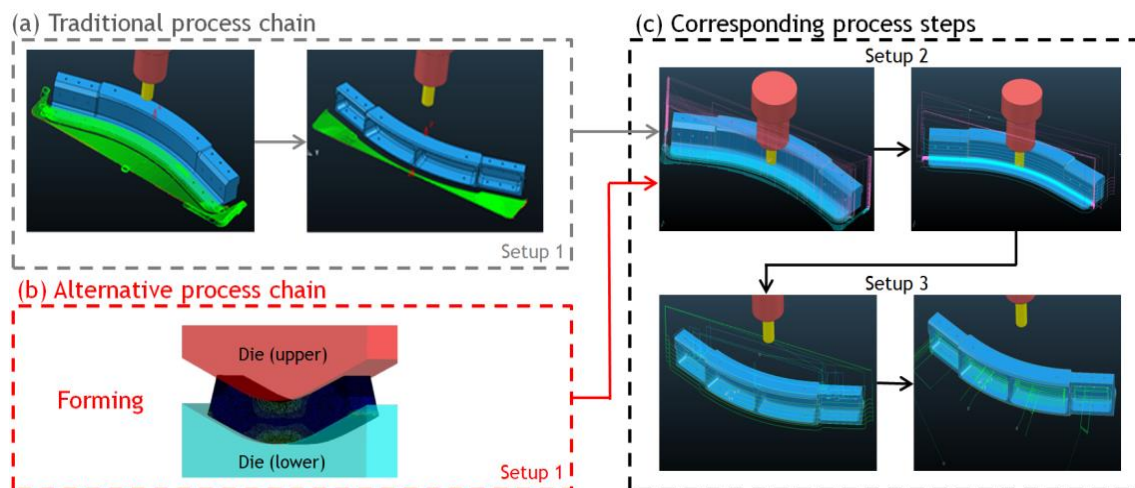 (a) Traditional process chain
Setup 1
(b) Alternative process chain
Forming
Die (upper)
Die (lower)
Setup 1
(c) Corresponding process steps
Setup 2
Setup 3